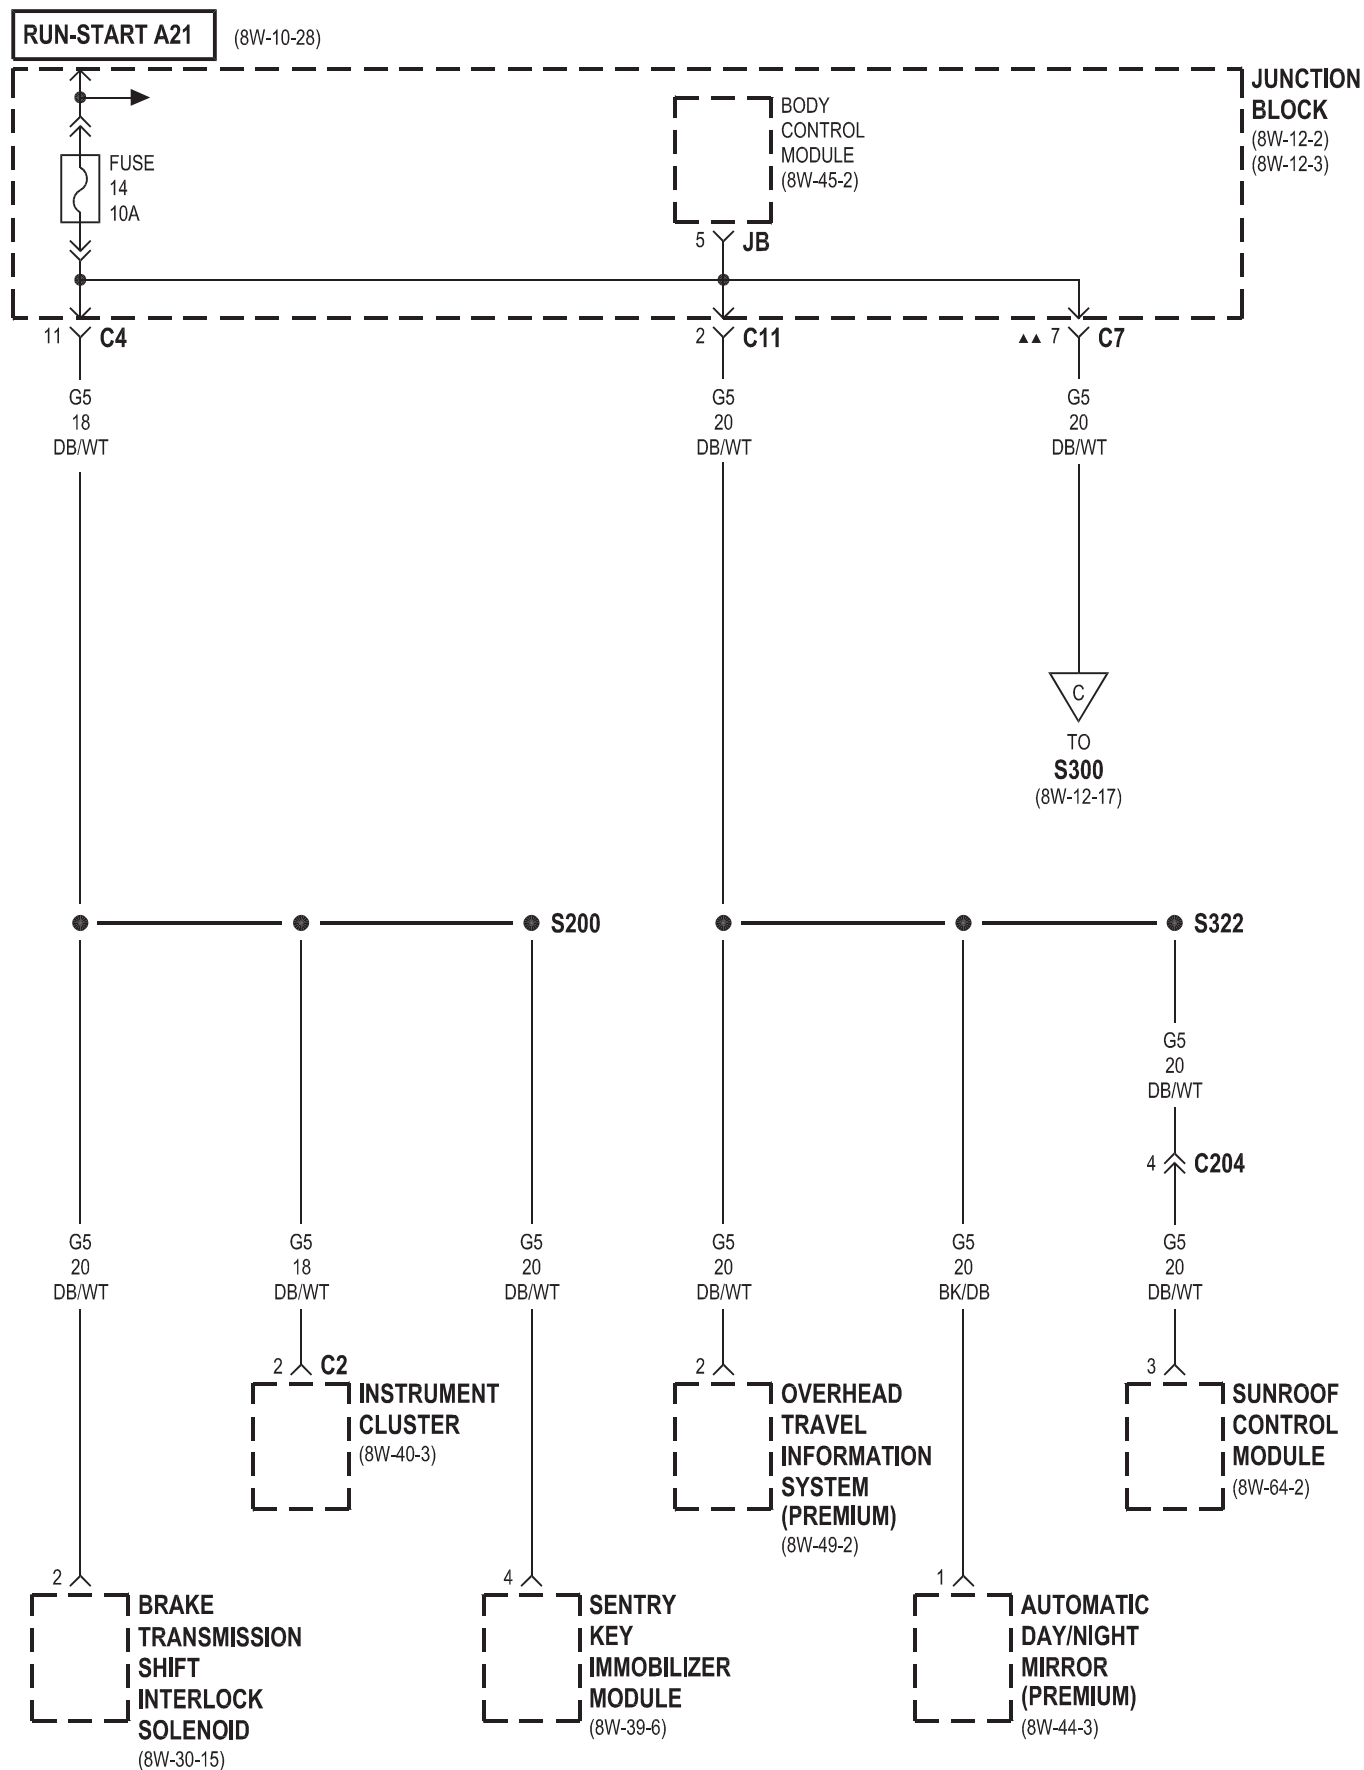 RUN-START A21
(8W-10-28)
JUNCTION
BLOCK
(8W-12-2)
(8W-12-3)
BODY
CONTROL
MODULE
(8W-45-2)
FUSE
14
10A
5
JB
11
C4
2
C11
▲▲ 7
C7
G5
18
DB/WT
G5
20
DB/WT
G5
20
DB/WT
C
TO
S300
(8W-12-17)
S200
S322
G5
20
DB/WT
4
C204
G5
20
DB/WT
G5
18
DB/WT
G5
20
DB/WT
G5
20
DB/WT
G5
20
BK/DB
G5
20
DB/WT
2
C2
INSTRUMENT
CLUSTER
(8W-40-3)
2
OVERHEAD
TRAVEL
INFORMATION
SYSTEM
(PREMIUM)
(8W-49-2)
3
SUNROOF
CONTROL
MODULE
(8W-64-2)
2
BRAKE
TRANSMISSION
SHIFT
INTERLOCK
SOLENOID
(8W-30-15)
4
SENTRY
KEY
IMMOBILIZER
MODULE
(8W-39-6)
1
AUTOMATIC
DAY/NIGHT
MIRROR
(PREMIUM)
(8W-44-3)